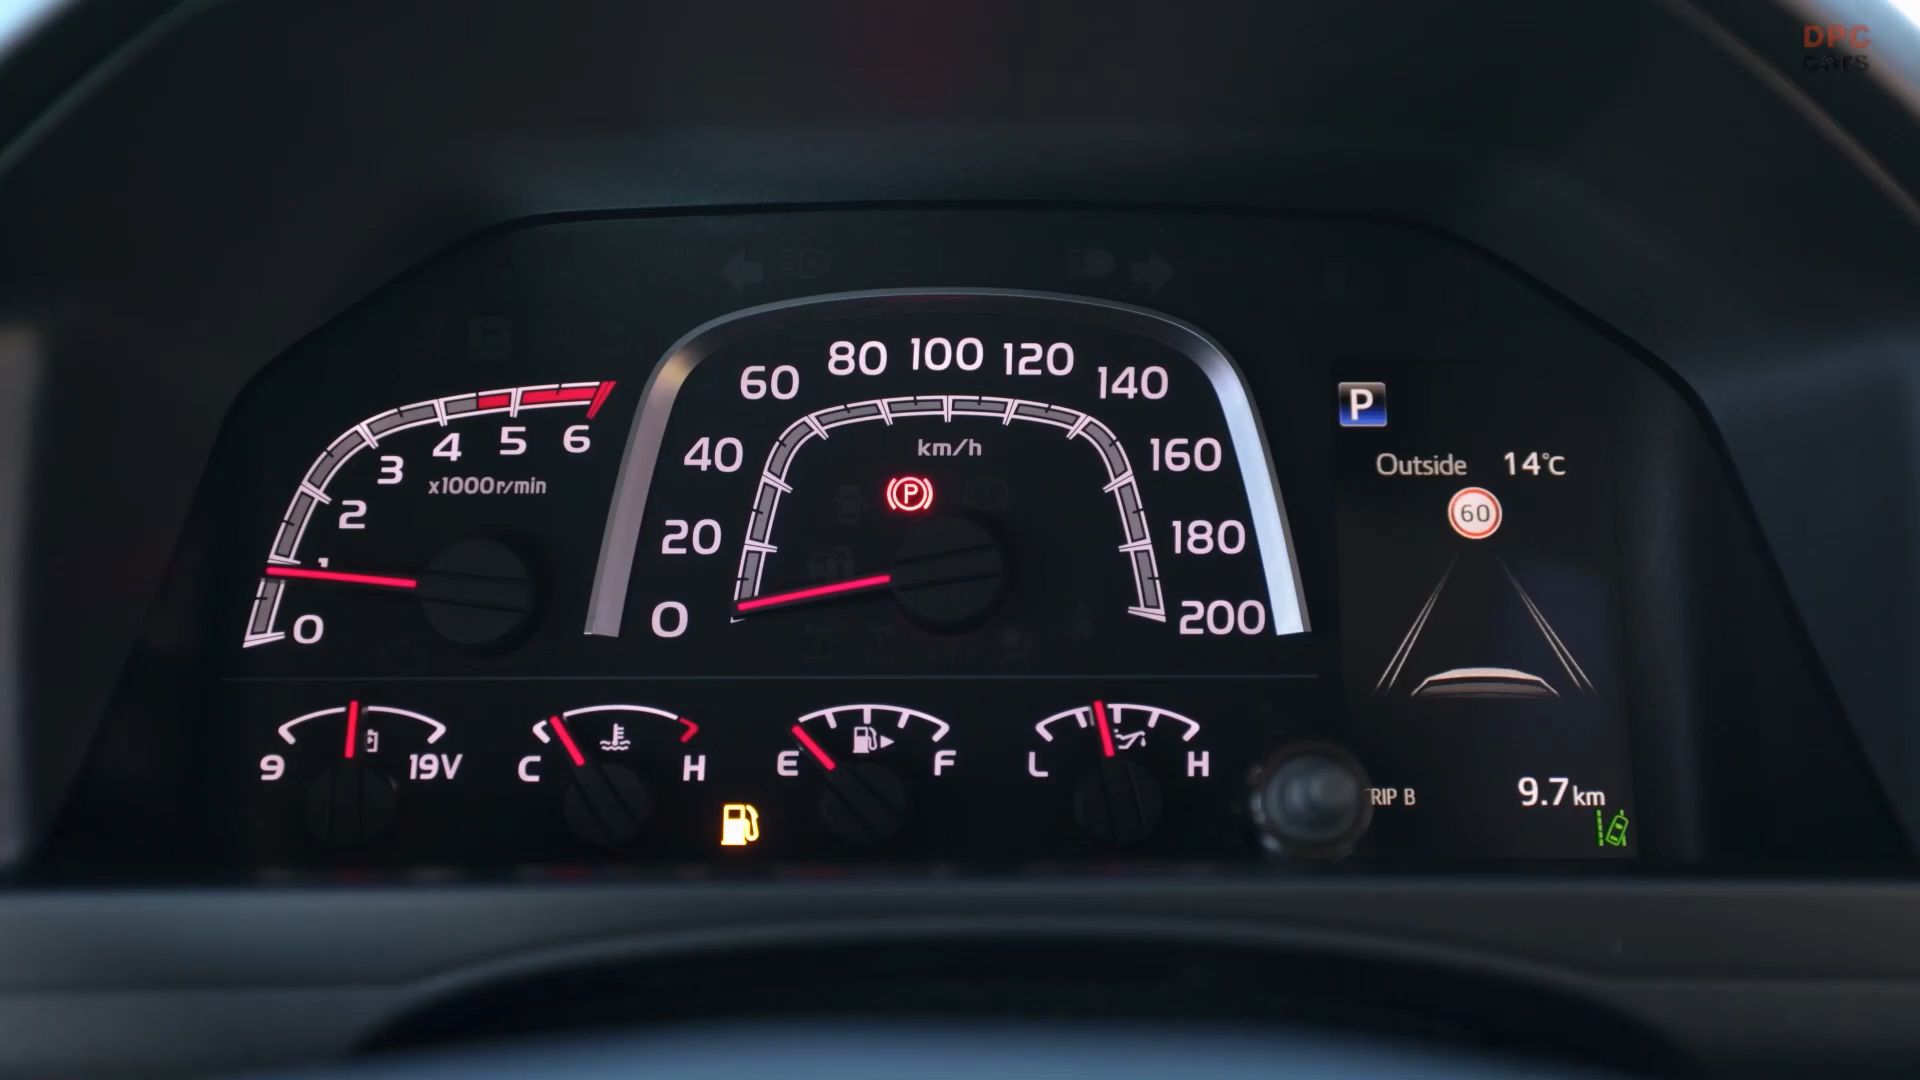 DPC
cars
80 100 120
60 140
40 160
20 180
0 200
km/h
P
6
5
4
3
2
1
0
x1000r/min
P
Outside 14°C
60
9 19V
C H
E F
L H
RIP B 9.7 km